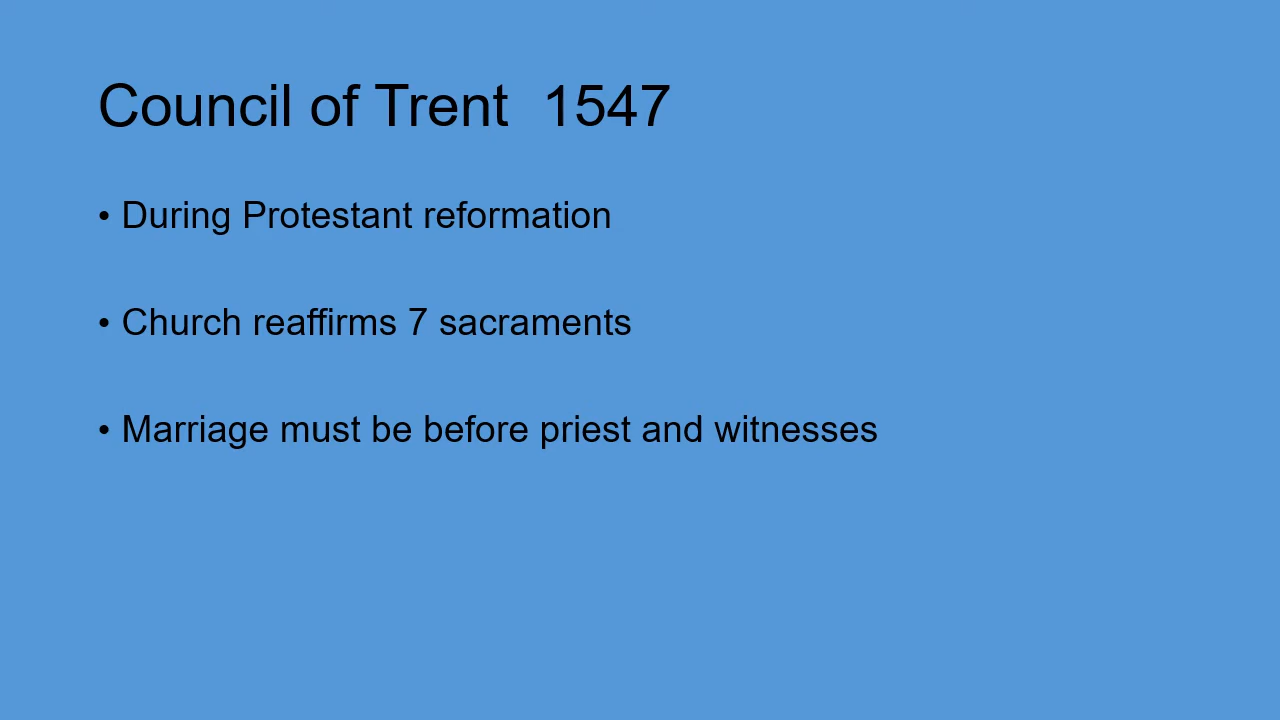 Council of Trent  1547
• During Protestant reformation
• Church reaffirms 7 sacraments
• Marriage must be before priest and witnesses